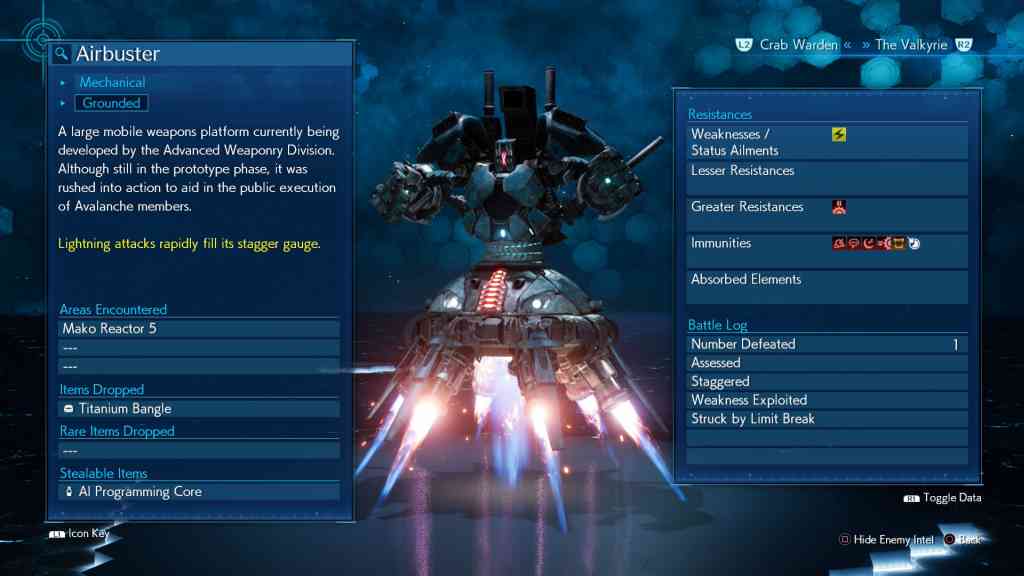 Airbuster
Mechanical
Grounded
A large mobile weapons platform currently being
developed by the Advanced Weaponry Division.
Although still in the prototype phase, it was
rushed into action to aid in the public execution
of Avalanche members.
Lightning attacks rapidly fill its stagger gauge.
Areas Encountered
Mako Reactor 5
---
---
Items Dropped
Titanium Bangle
Rare Items Dropped
---
Stealable Items
AI Programming Core
L1 Icon Key
L2 Crab Warden « » The Valkyrie R2
Resistances
Weaknesses /
Status Ailments
Lesser Resistances
Greater Resistances
Immunities
Absorbed Elements
Battle Log
Number Defeated 1
Assessed
Staggered
Weakness Exploited
Struck by Limit Break
R1 Toggle Data
Hide Enemy Intel Back